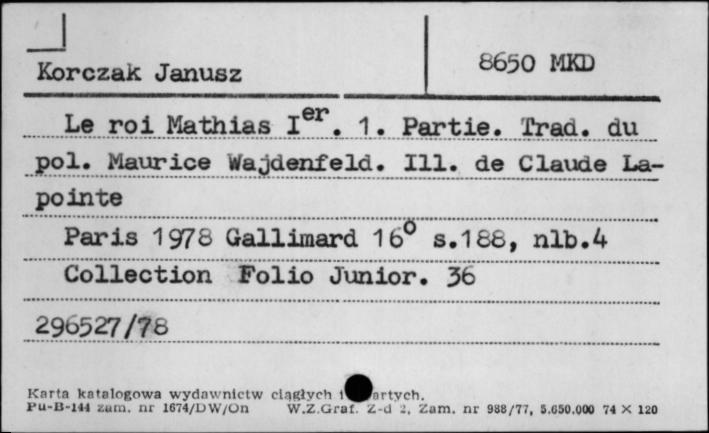 Korczak Janusz
8650 MKD
Le roi Mathias Ier. 1. Partie. Trad. du
pol. Maurice Wajdenfeld. Ill. de Claude La-
pointe
Paris 1978 Gallimard 16º s.188, nlb.4
Collection Folio Junior. 36
296527/78
Karta katalogowa wydawnictw ciągłych i
Pu-B-144 zam. nr 1674/DW/On W.Z.Graf. Z-d 2, Zam. nr 988/77, 5.650.000 74 × 120